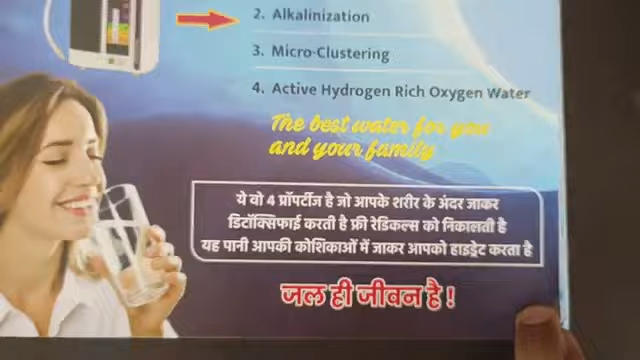 2. Alkalinization
3. Micro-Clustering
4. Active Hydrogen Rich Oxygen Water
The best water for you
and your family
ये वो 4 प्रॉपर्टीज है जो आपके शरीर के अंदर जाकर
डिटॉक्सिफाई करती है फ्री रेडिकल्स को निकालती है
यह पानी आपकी कोशिकाओं में जाकर आपको हाइड्रेट करता है
जल ही जीवन है !